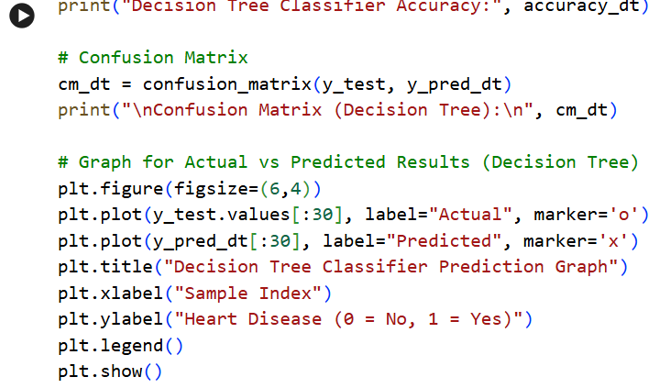 print("Decision Tree Classifier Accuracy:", accuracy_dt)
# Confusion Matrix
cm_dt = confusion_matrix(y_test, y_pred_dt)
print("\nConfusion Matrix (Decision Tree):\n", cm_dt)
# Graph for Actual vs Predicted Results (Decision Tree)
plt.figure(figsize=(6,4))
plt.plot(y_test.values[:30], label="Actual", marker='o')
plt.plot(y_pred_dt[:30], label="Predicted", marker='x')
plt.title("Decision Tree Classifier Prediction Graph")
plt.xlabel("Sample Index")
plt.ylabel("Heart Disease (0 = No, 1 = Yes)")
plt.legend()
plt.show()